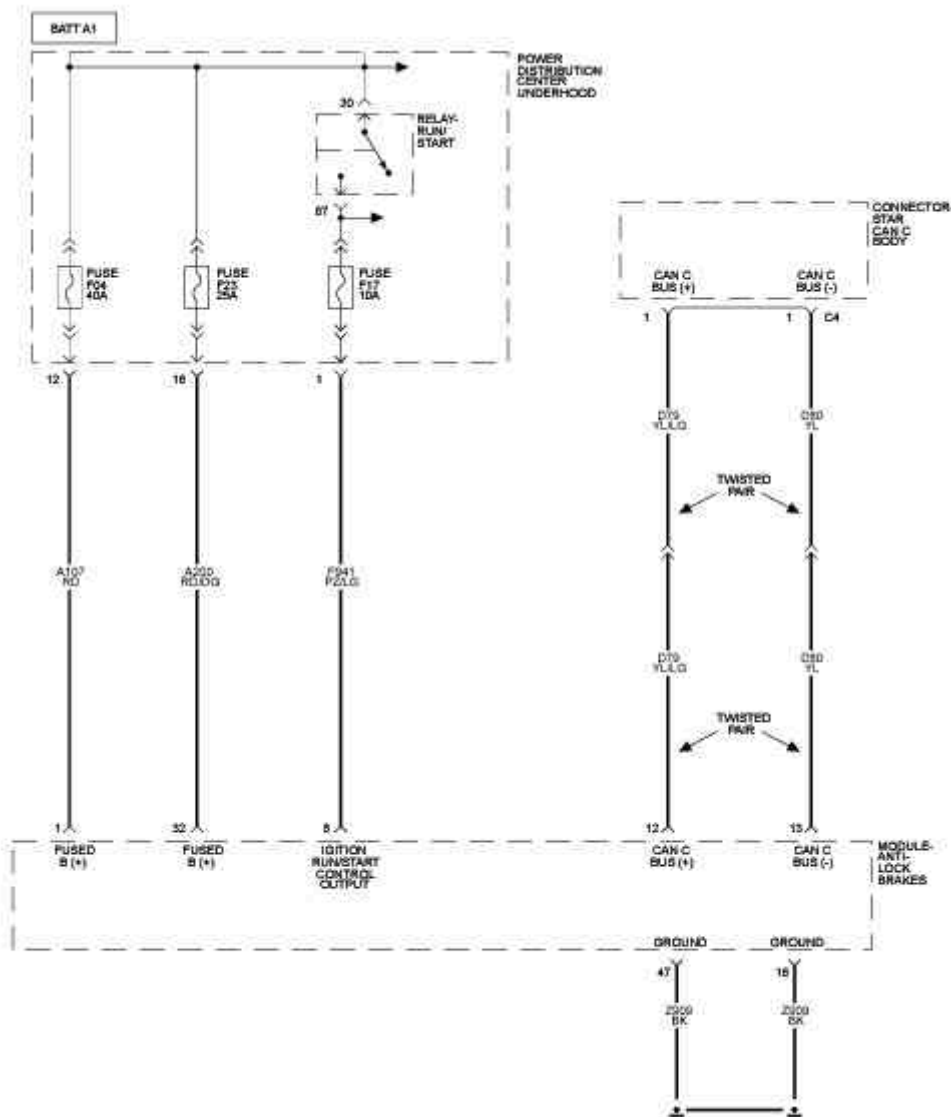 BATT A1
POWER
DISTRIBUTION
CENTER
UNDERHOOD
30
RELAY-
RUN/
START
87
CONNECTOR
STAR
CAN C
BODY
FUSE
F04
40A
FUSE
F23
25A
FUSE
F17
10A
CAN C
BUS (+)
CAN C
BUS (-)
1
1
C4
12
16
1
D79
YL/LG
YL
TWISTED
PAIR
A107
RD
RD/DG
F941
PZ/LG
D79
YL/LG
YL
TWISTED
PAIR
1
32
8
12
13
FUSED
B (+)
FUSED
B (+)
IGITION
RUN/START
CONTROL
OUTPUT
CAN C
BUS (+)
CAN C
BUS (-)
MODULE-
ANTI-
LOCK
BRAKES
GROUND
GROUND
47
16
Z909
BK
Z909
BK